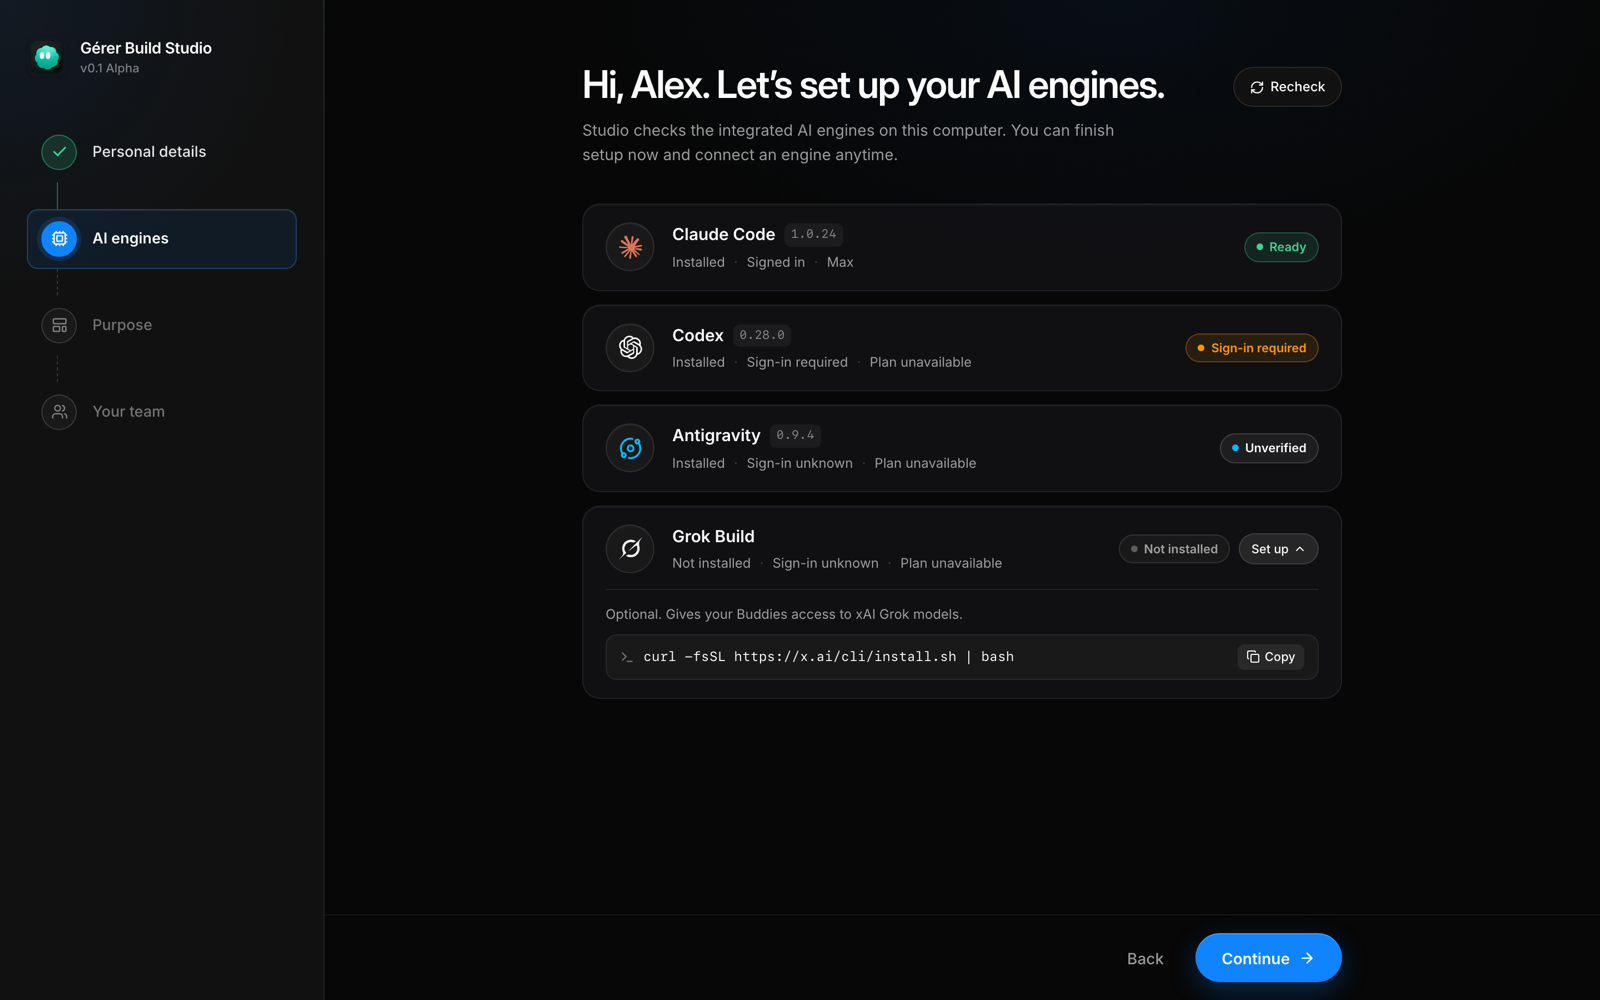 Gérer Build Studio
v0.1 Alpha
Personal details
AI engines
Purpose
Your team
Hi, Alex. Let’s set up your AI engines.
Recheck
Studio checks the integrated AI engines on this computer. You can finish
setup now and connect an engine anytime.
Claude Code 1.0.24
Installed · Signed in · Max
Ready
Codex 0.28.0
Installed · Sign-in required · Plan unavailable
Sign-in required
Antigravity 0.9.4
Installed · Sign-in unknown · Plan unavailable
Unverified
Grok Build
Not installed · Sign-in unknown · Plan unavailable
Not installed
Set up
Optional. Gives your Buddies access to xAI Grok models.
>_ curl -fsSL https://x.ai/cli/install.sh | bash
Copy
Back
Continue →